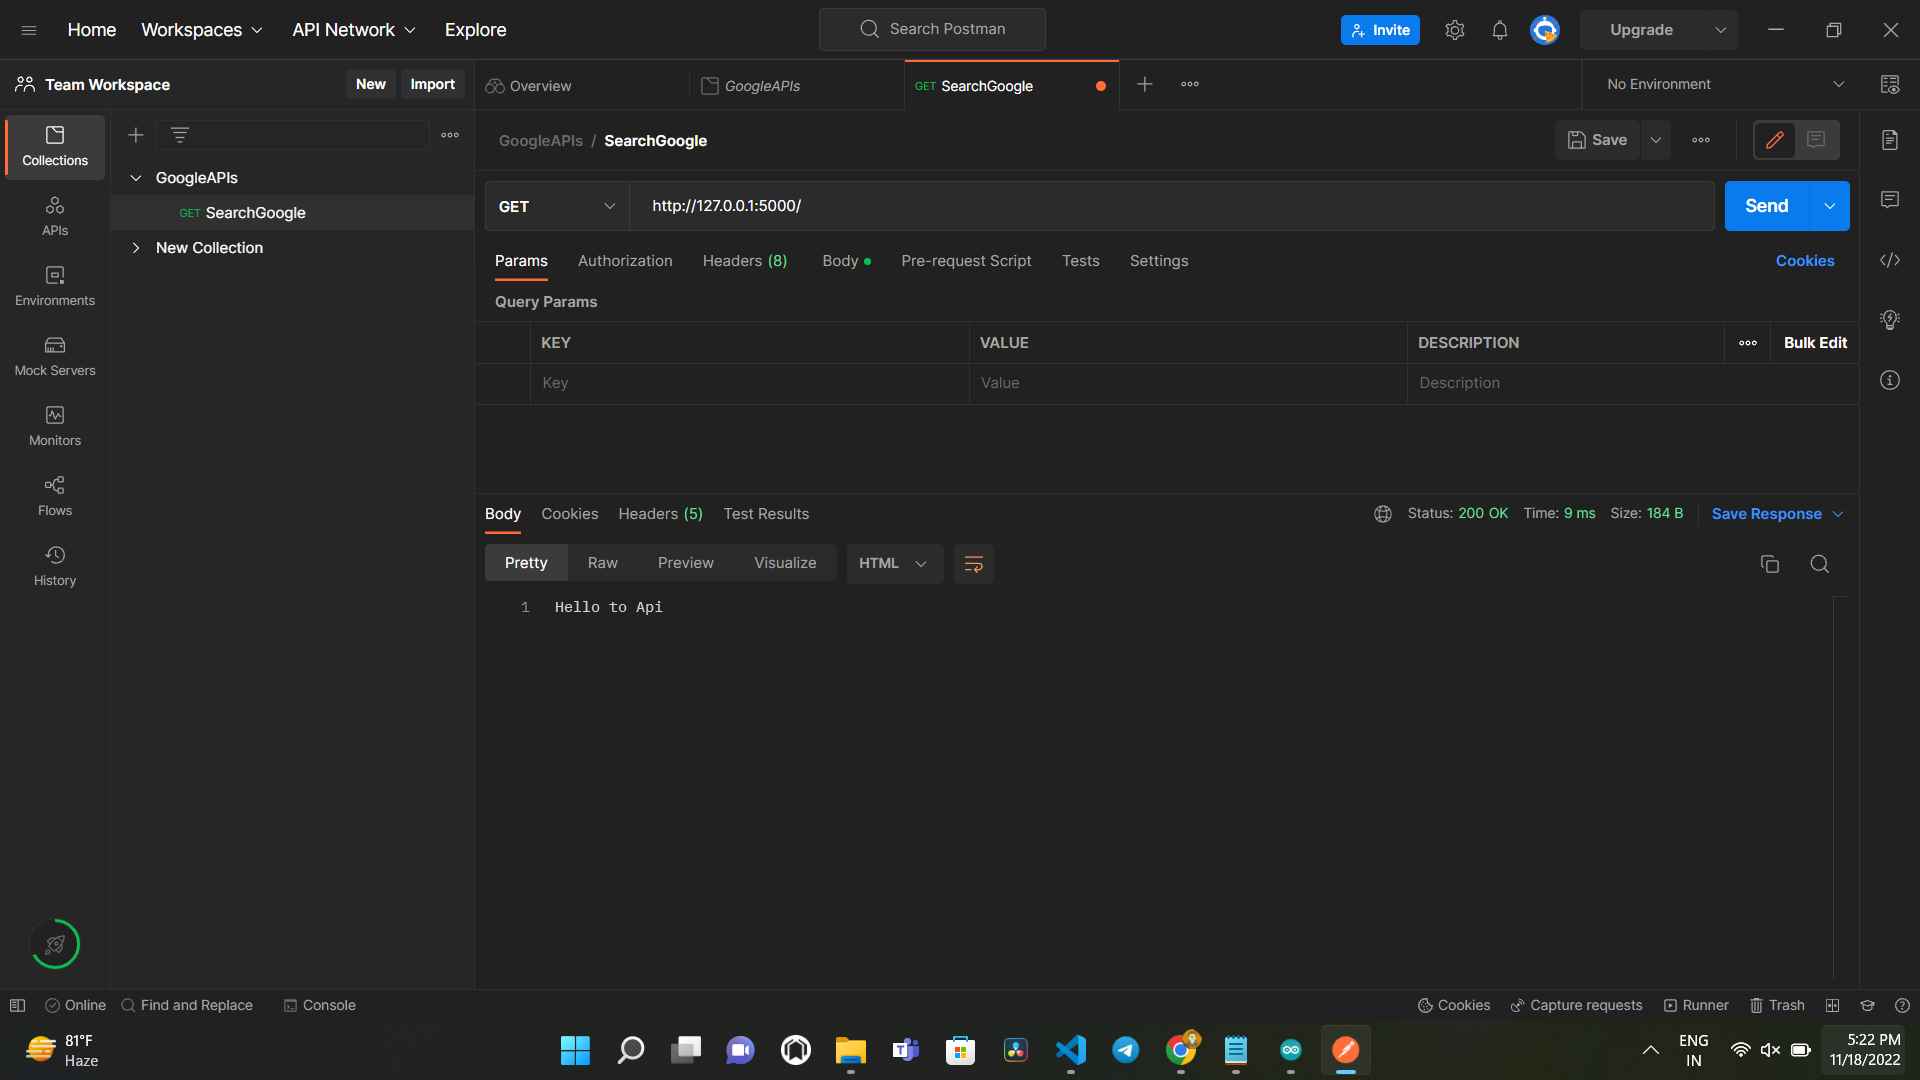 Home Workspaces API Network Explore Search Postman Invite Upgrade
Team Workspace New Import Overview GoogleAPIs GET SearchGoogle No Environment
GoogleAPIs / SearchGoogle Save
Collections
GoogleAPIs
GET SearchGoogle
New Collection
APIs
Environments
Mock Servers
Monitors
Flows
History
GET http://127.0.0.1:5000/ Send
Params Authorization Headers (8) Body Pre-request Script Tests Settings Cookies
Query Params
KEY VALUE DESCRIPTION Bulk Edit
Key Value Description
Body Cookies Headers (5) Test Results Status: 200 OK Time: 9 ms Size: 184 B Save Response
Pretty Raw Preview Visualize HTML
1 Hello to Api
Online Find and Replace Console Cookies Capture requests Runner Trash
81°F
Haze
ENG
IN
5:22 PM
11/18/2022